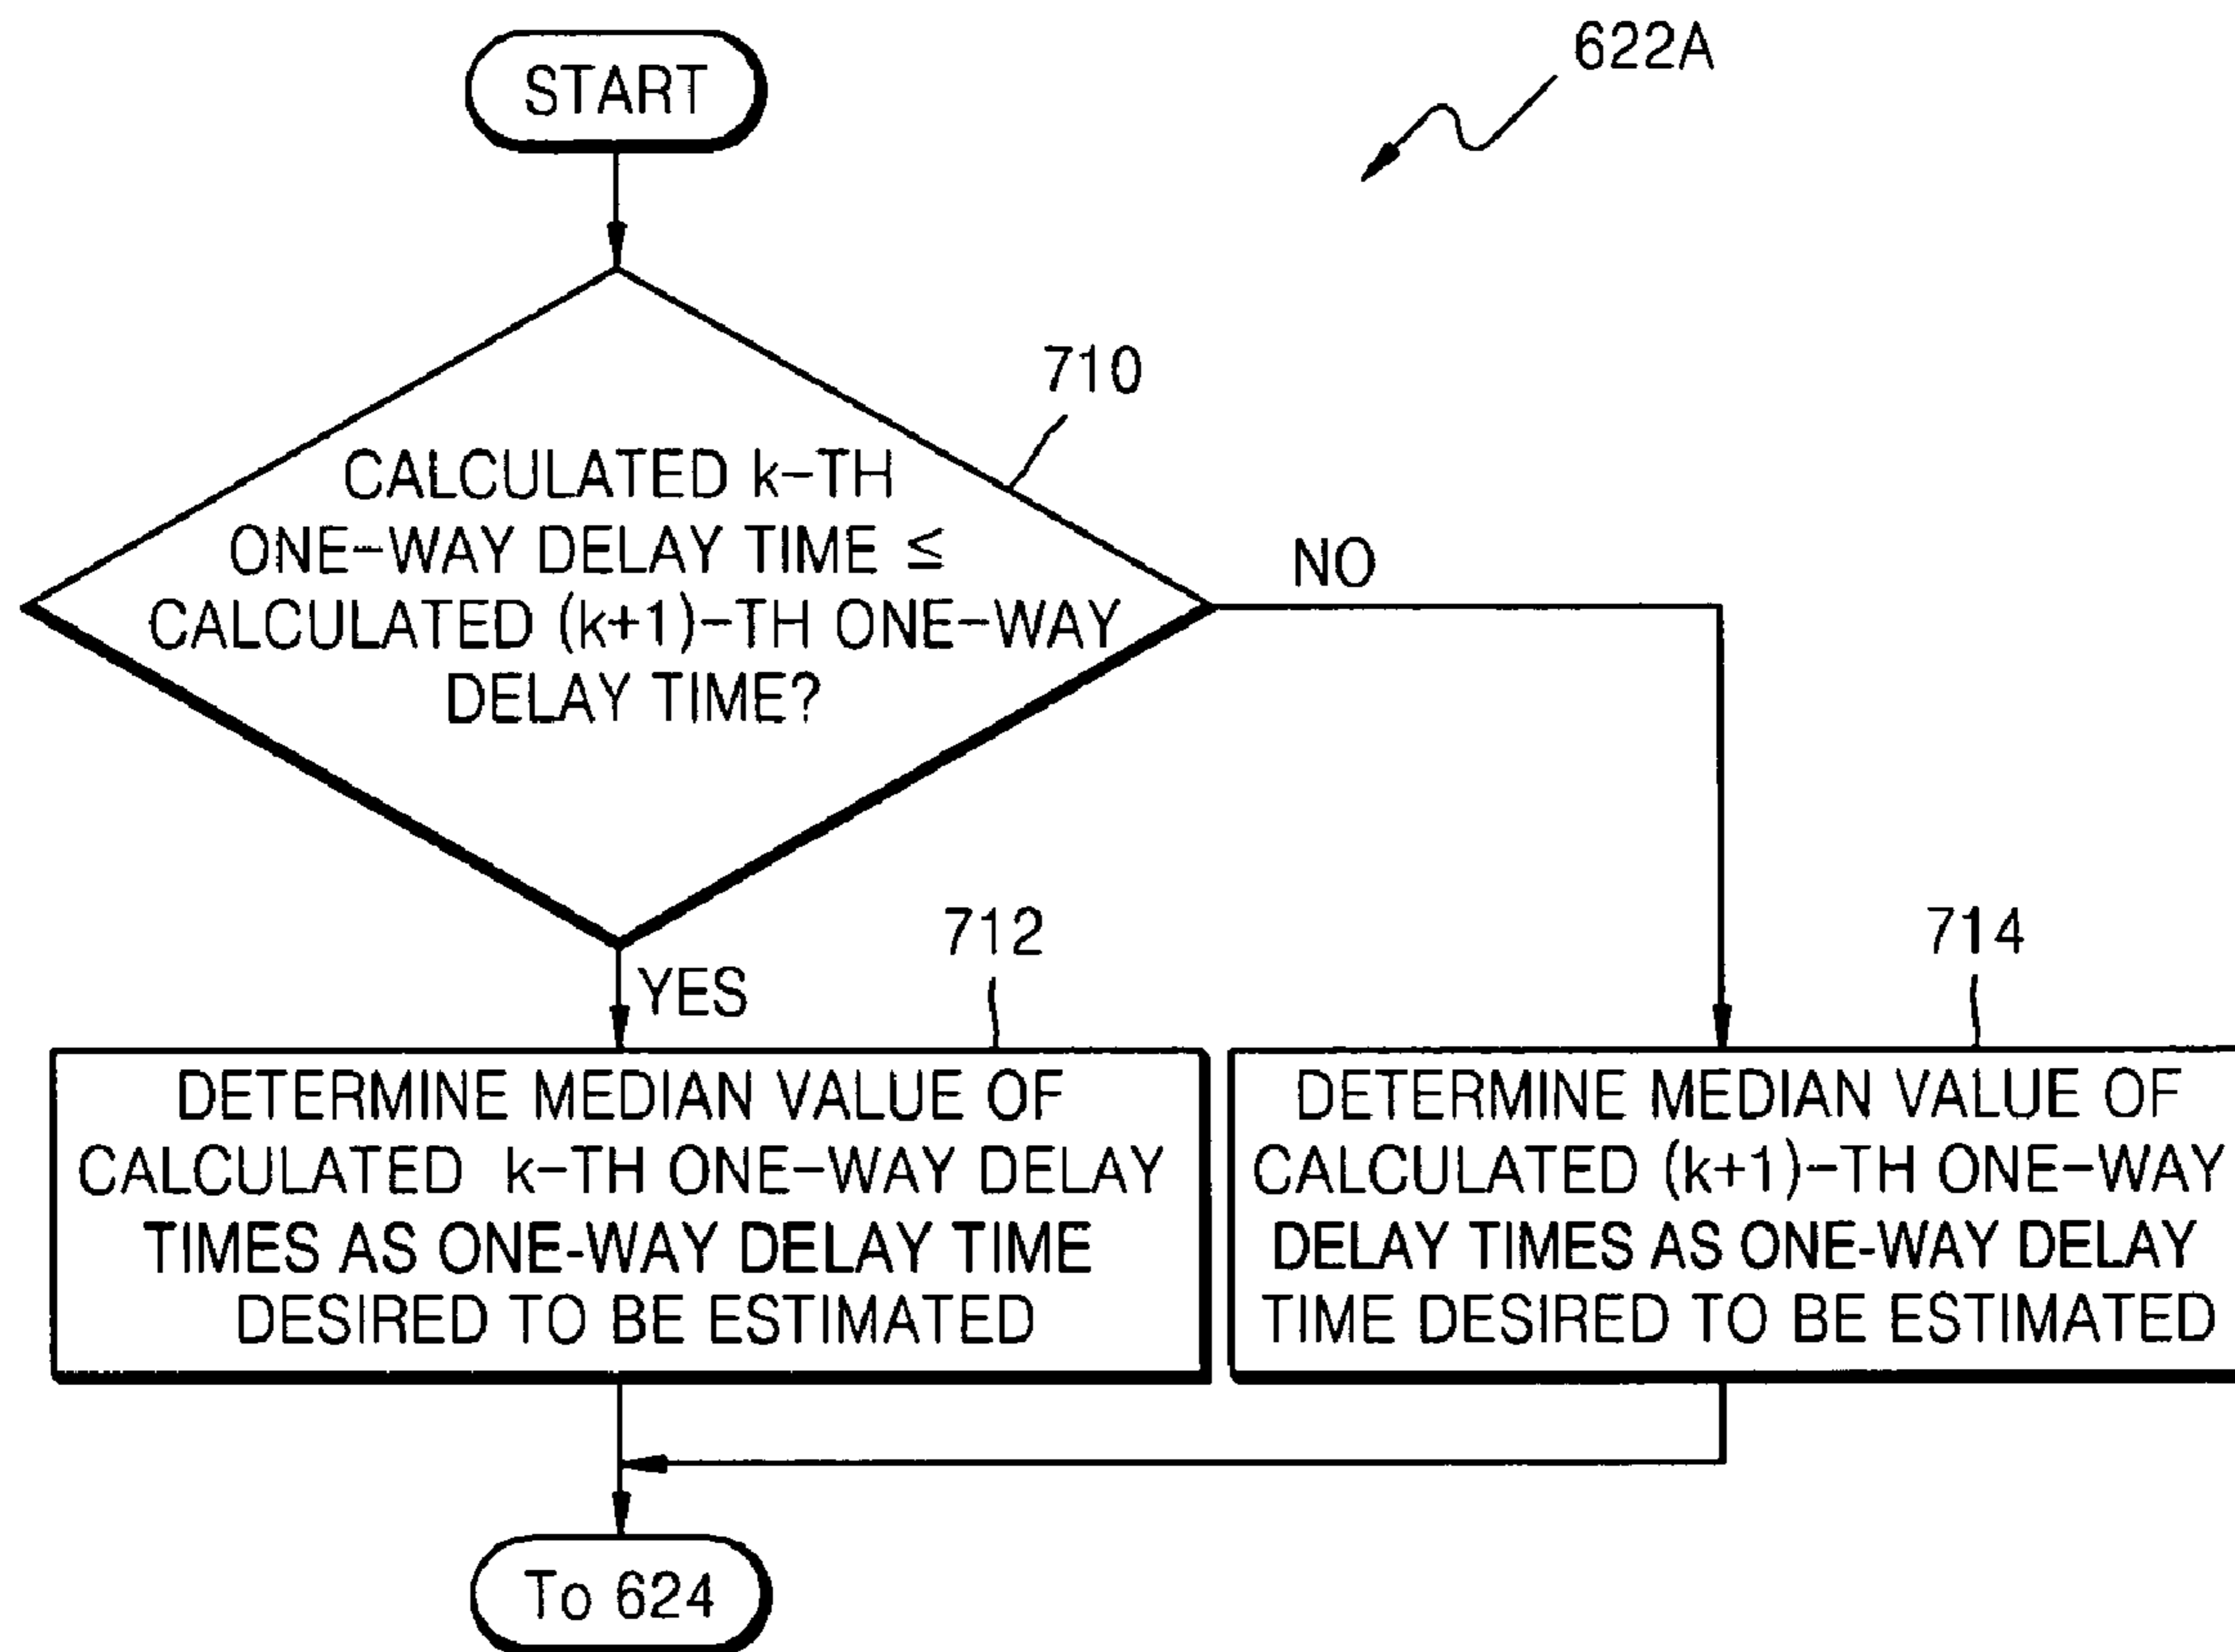 START
622A
710
CALCULATED k-TH
ONE-WAY DELAY TIME ≤
CALCULATED (k+1)-TH ONE-WAY
DELAY TIME?
NO
YES
712
714
DETERMINE MEDIAN VALUE OF
CALCULATED k-TH ONE-WAY DELAY
TIMES AS ONE-WAY DELAY TIME
DESIRED TO BE ESTIMATED
DETERMINE MEDIAN VALUE OF
CALCULATED (k+1)-TH ONE-WAY
DELAY TIMES AS ONE-WAY DELAY
TIME DESIRED TO BE ESTIMATED
To 624